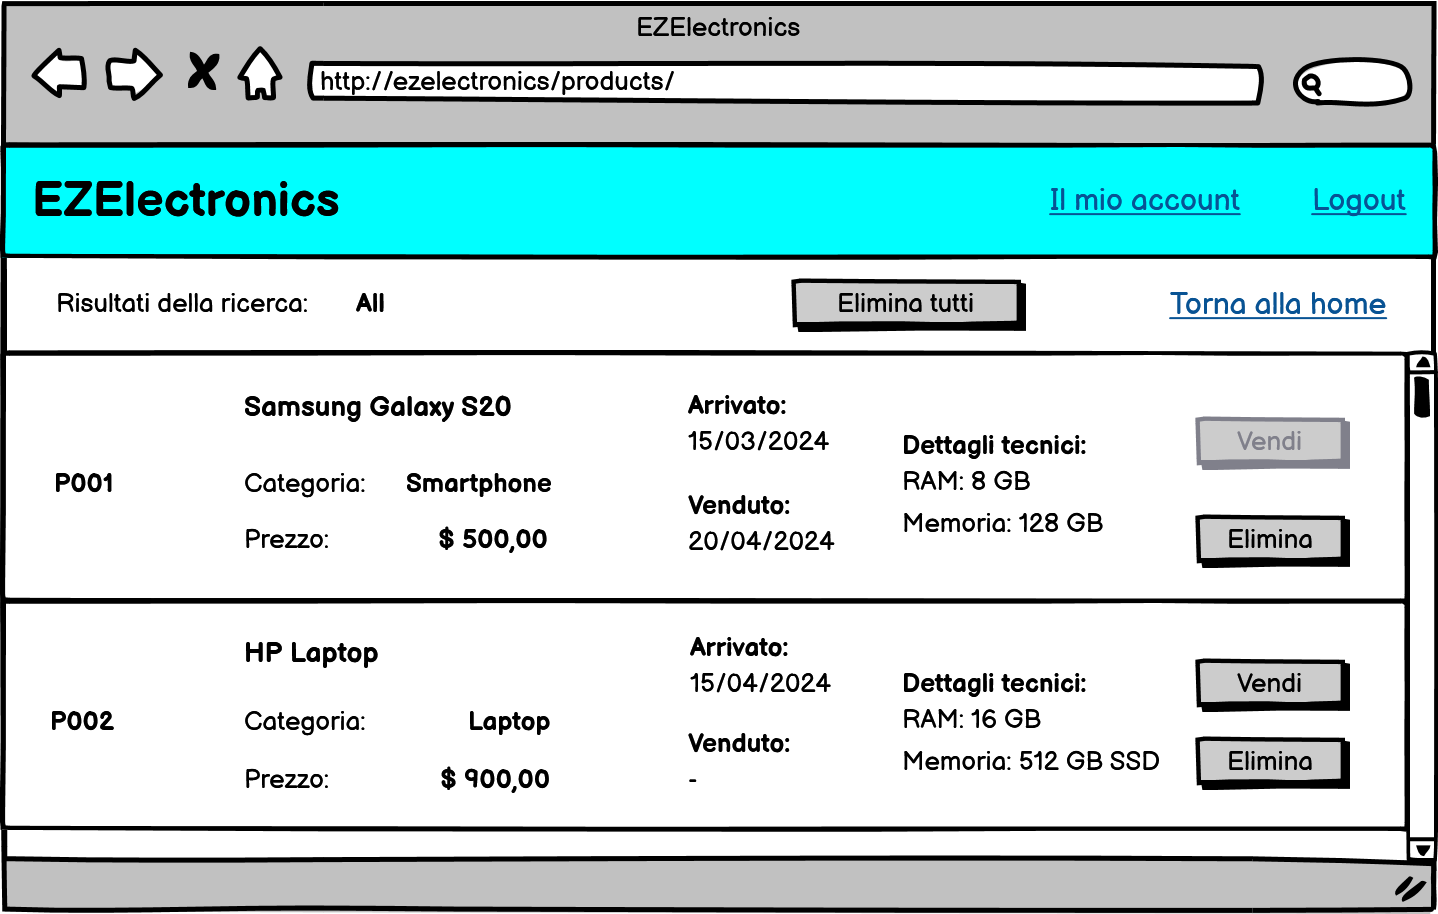 EZElectronics
http://ezelectronics/products/
EZElectronics
Il mio account
Logout
Risultati della ricerca: All
Elimina tutti
Torna alla home
P001
Samsung Galaxy S20
Categoria: Smartphone
Prezzo: $ 500,00
Arrivato:
15/03/2024
Venduto:
20/04/2024
Dettagli tecnici:
RAM: 8 GB
Memoria: 128 GB
Vendi
Elimina
P002
HP Laptop
Categoria: Laptop
Prezzo: $ 900,00
Arrivato:
15/04/2024
Venduto:
-
Dettagli tecnici:
RAM: 16 GB
Memoria: 512 GB SSD
Vendi
Elimina